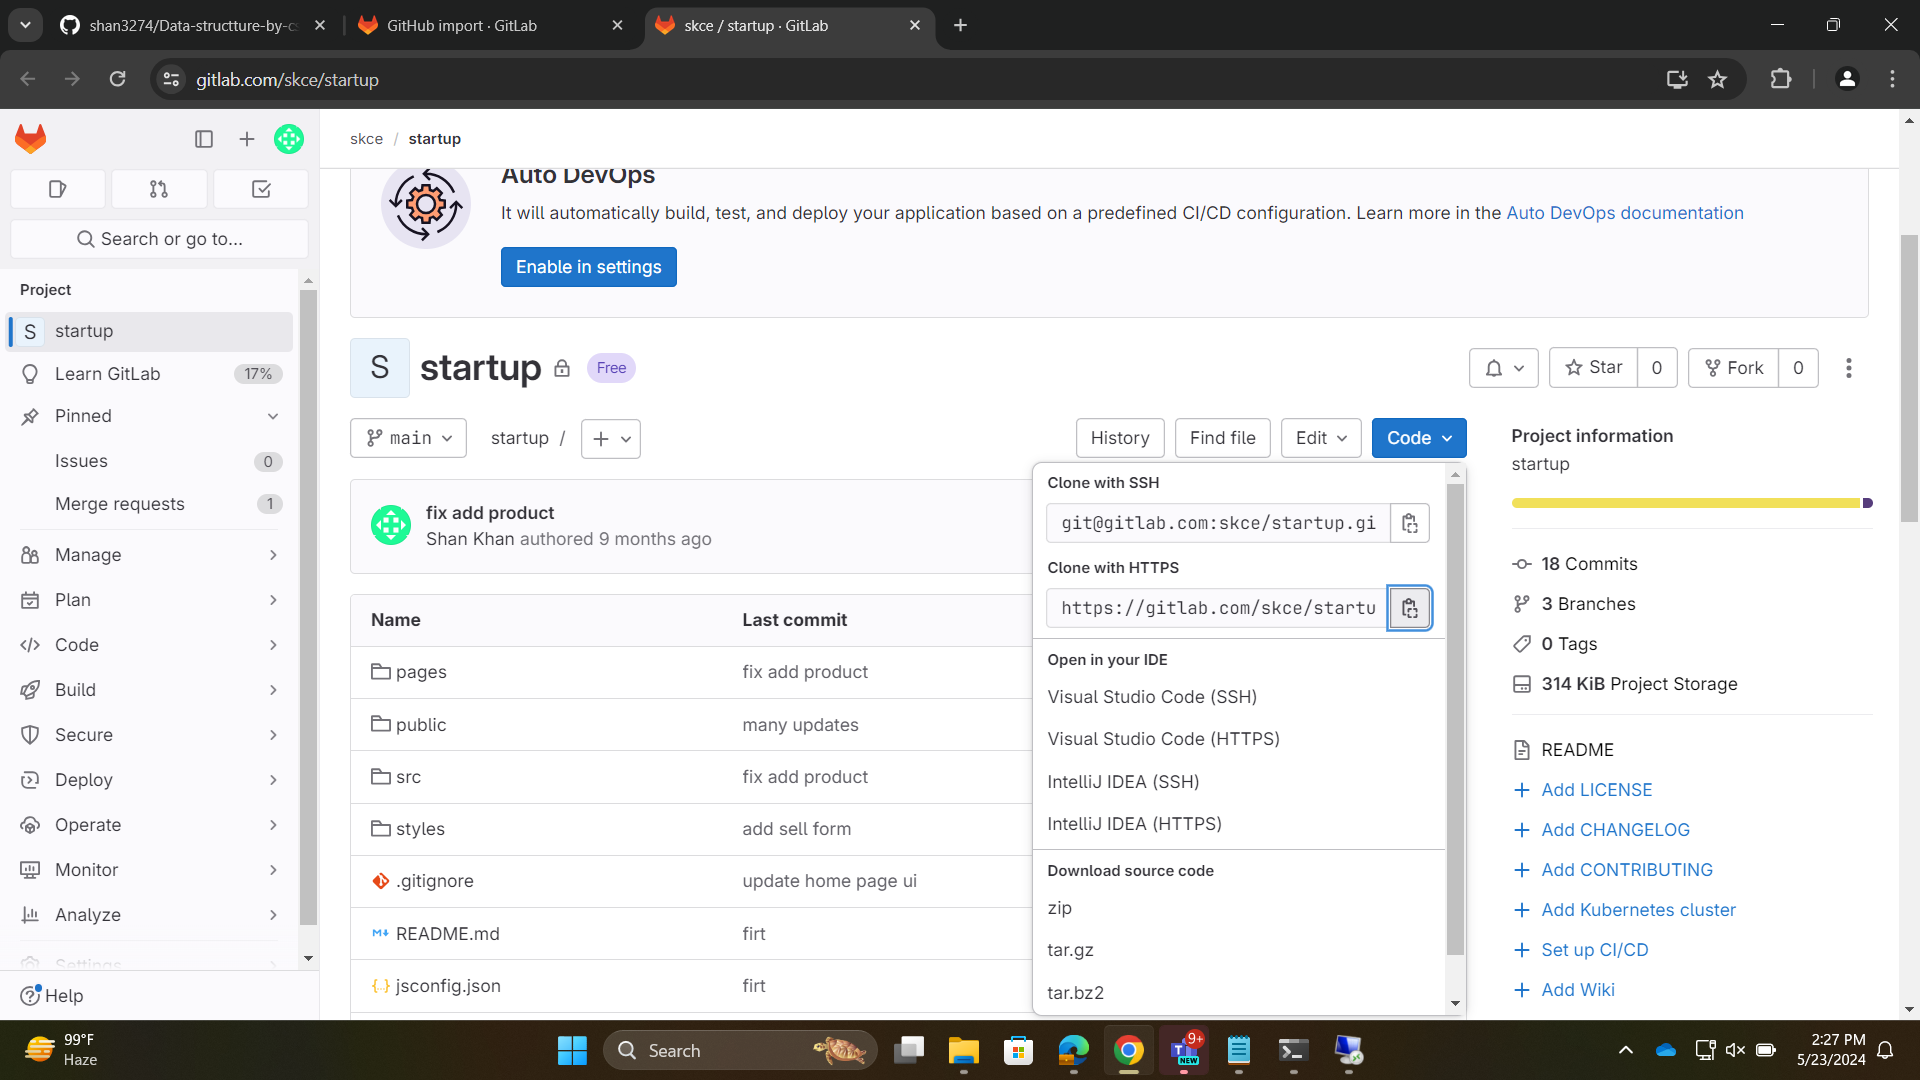 shan3274/Data-structture-by-cs
GitHub import · GitLab
skce / startup · GitLab
gitlab.com/skce/startup
skce / startup
Search or go to...
Project
S startup
Learn GitLab 17%
Pinned
Issues 0
Merge requests 1
Manage
Plan
Code
Build
Secure
Deploy
Operate
Monitor
Analyze
Settings
Help
Auto DevOps
It will automatically build, test, and deploy your application based on a predefined CI/CD configuration. Learn more in the Auto DevOps documentation
Enable in settings
S startup Free
Star 0
Fork 0
main startup /
History Find file Edit Code
fix add product
Shan Khan authored 9 months ago
Name Last commit
pages fix add product
public many updates
src fix add product
styles add sell form
.gitignore update home page ui
README.md firt
jsconfig.json firt
Clone with SSH
git@gitlab.com:skce/startup.gi
Clone with HTTPS
https://gitlab.com/skce/startu
Open in your IDE
Visual Studio Code (SSH)
Visual Studio Code (HTTPS)
IntelliJ IDEA (SSH)
IntelliJ IDEA (HTTPS)
Download source code
zip
tar.gz
tar.bz2
Project information
startup
18 Commits
3 Branches
0 Tags
314 KiB Project Storage
README
Add LICENSE
Add CHANGELOG
Add CONTRIBUTING
Add Kubernetes cluster
Set up CI/CD
Add Wiki
99°F
Haze
Search
9+
NEW
2:27 PM
5/23/2024